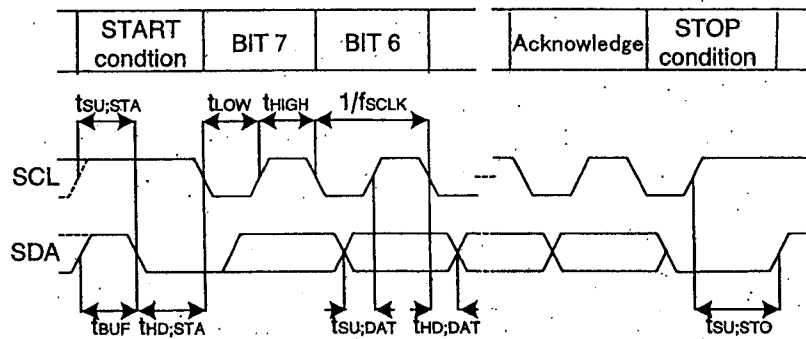 START condtion
BIT 7
BIT 6
Acknowledge
STOP condition
tSU;STA
tLOW
tHIGH
1/fSCLK
SCL
SDA
tBUF
tHD;STA
tSU;DAT
tHD;DAT
tSU;STO